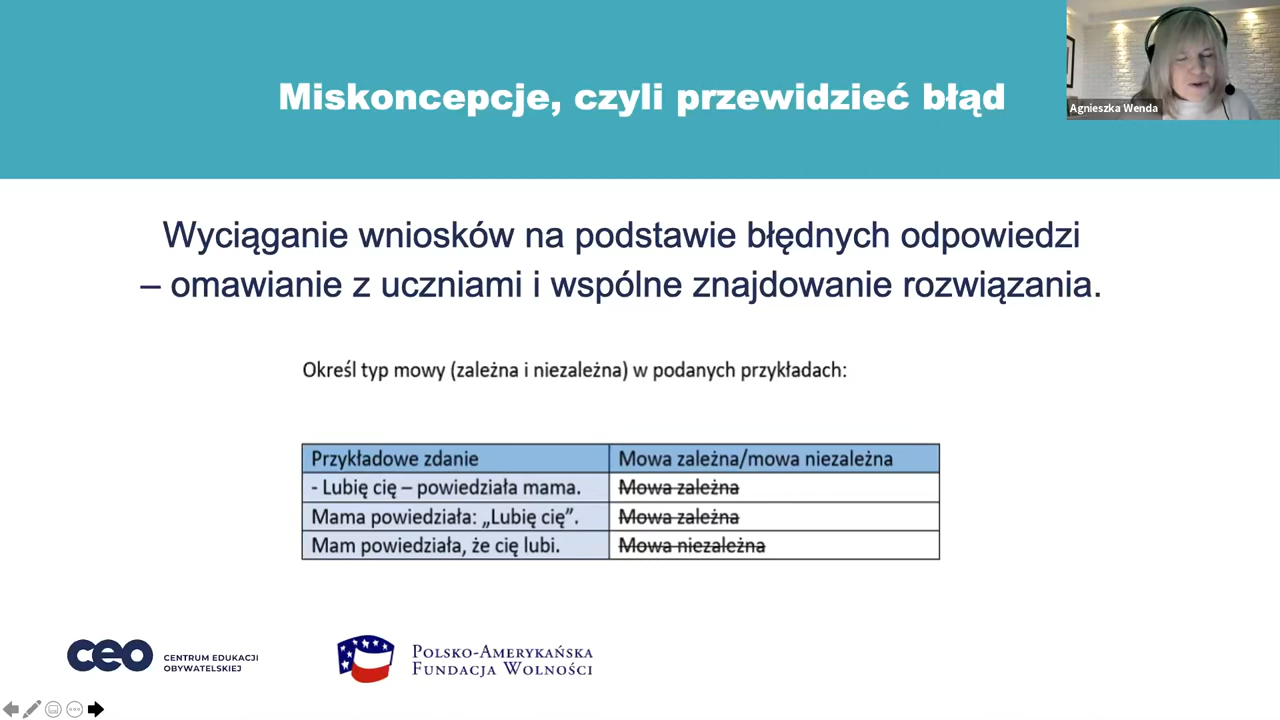 Miskoncepcje, czyli przewidzieć błąd
Agnieszka Wenda
Wyciąganie wniosków na podstawie błędnych odpowiedzi
– omawianie z uczniami i wspólne znajdowanie rozwiązania.
Określ typ mowy (zależna i niezależna) w podanych przykładach:
Przykładowe zdanie Mowa zależna/mowa niezależna
- Lubię cię – powiedziała mama. Mowa zależna
Mama powiedziała: „Lubię cię”. Mowa zależna
Mam powiedziała, że cię lubi. Mowa niezależna
ceo CENTRUM EDUKACJI
OBYWATELSKIEJ
POLSKO-AMERYKAŃSKA
FUNDACJA WOLNOŚCI